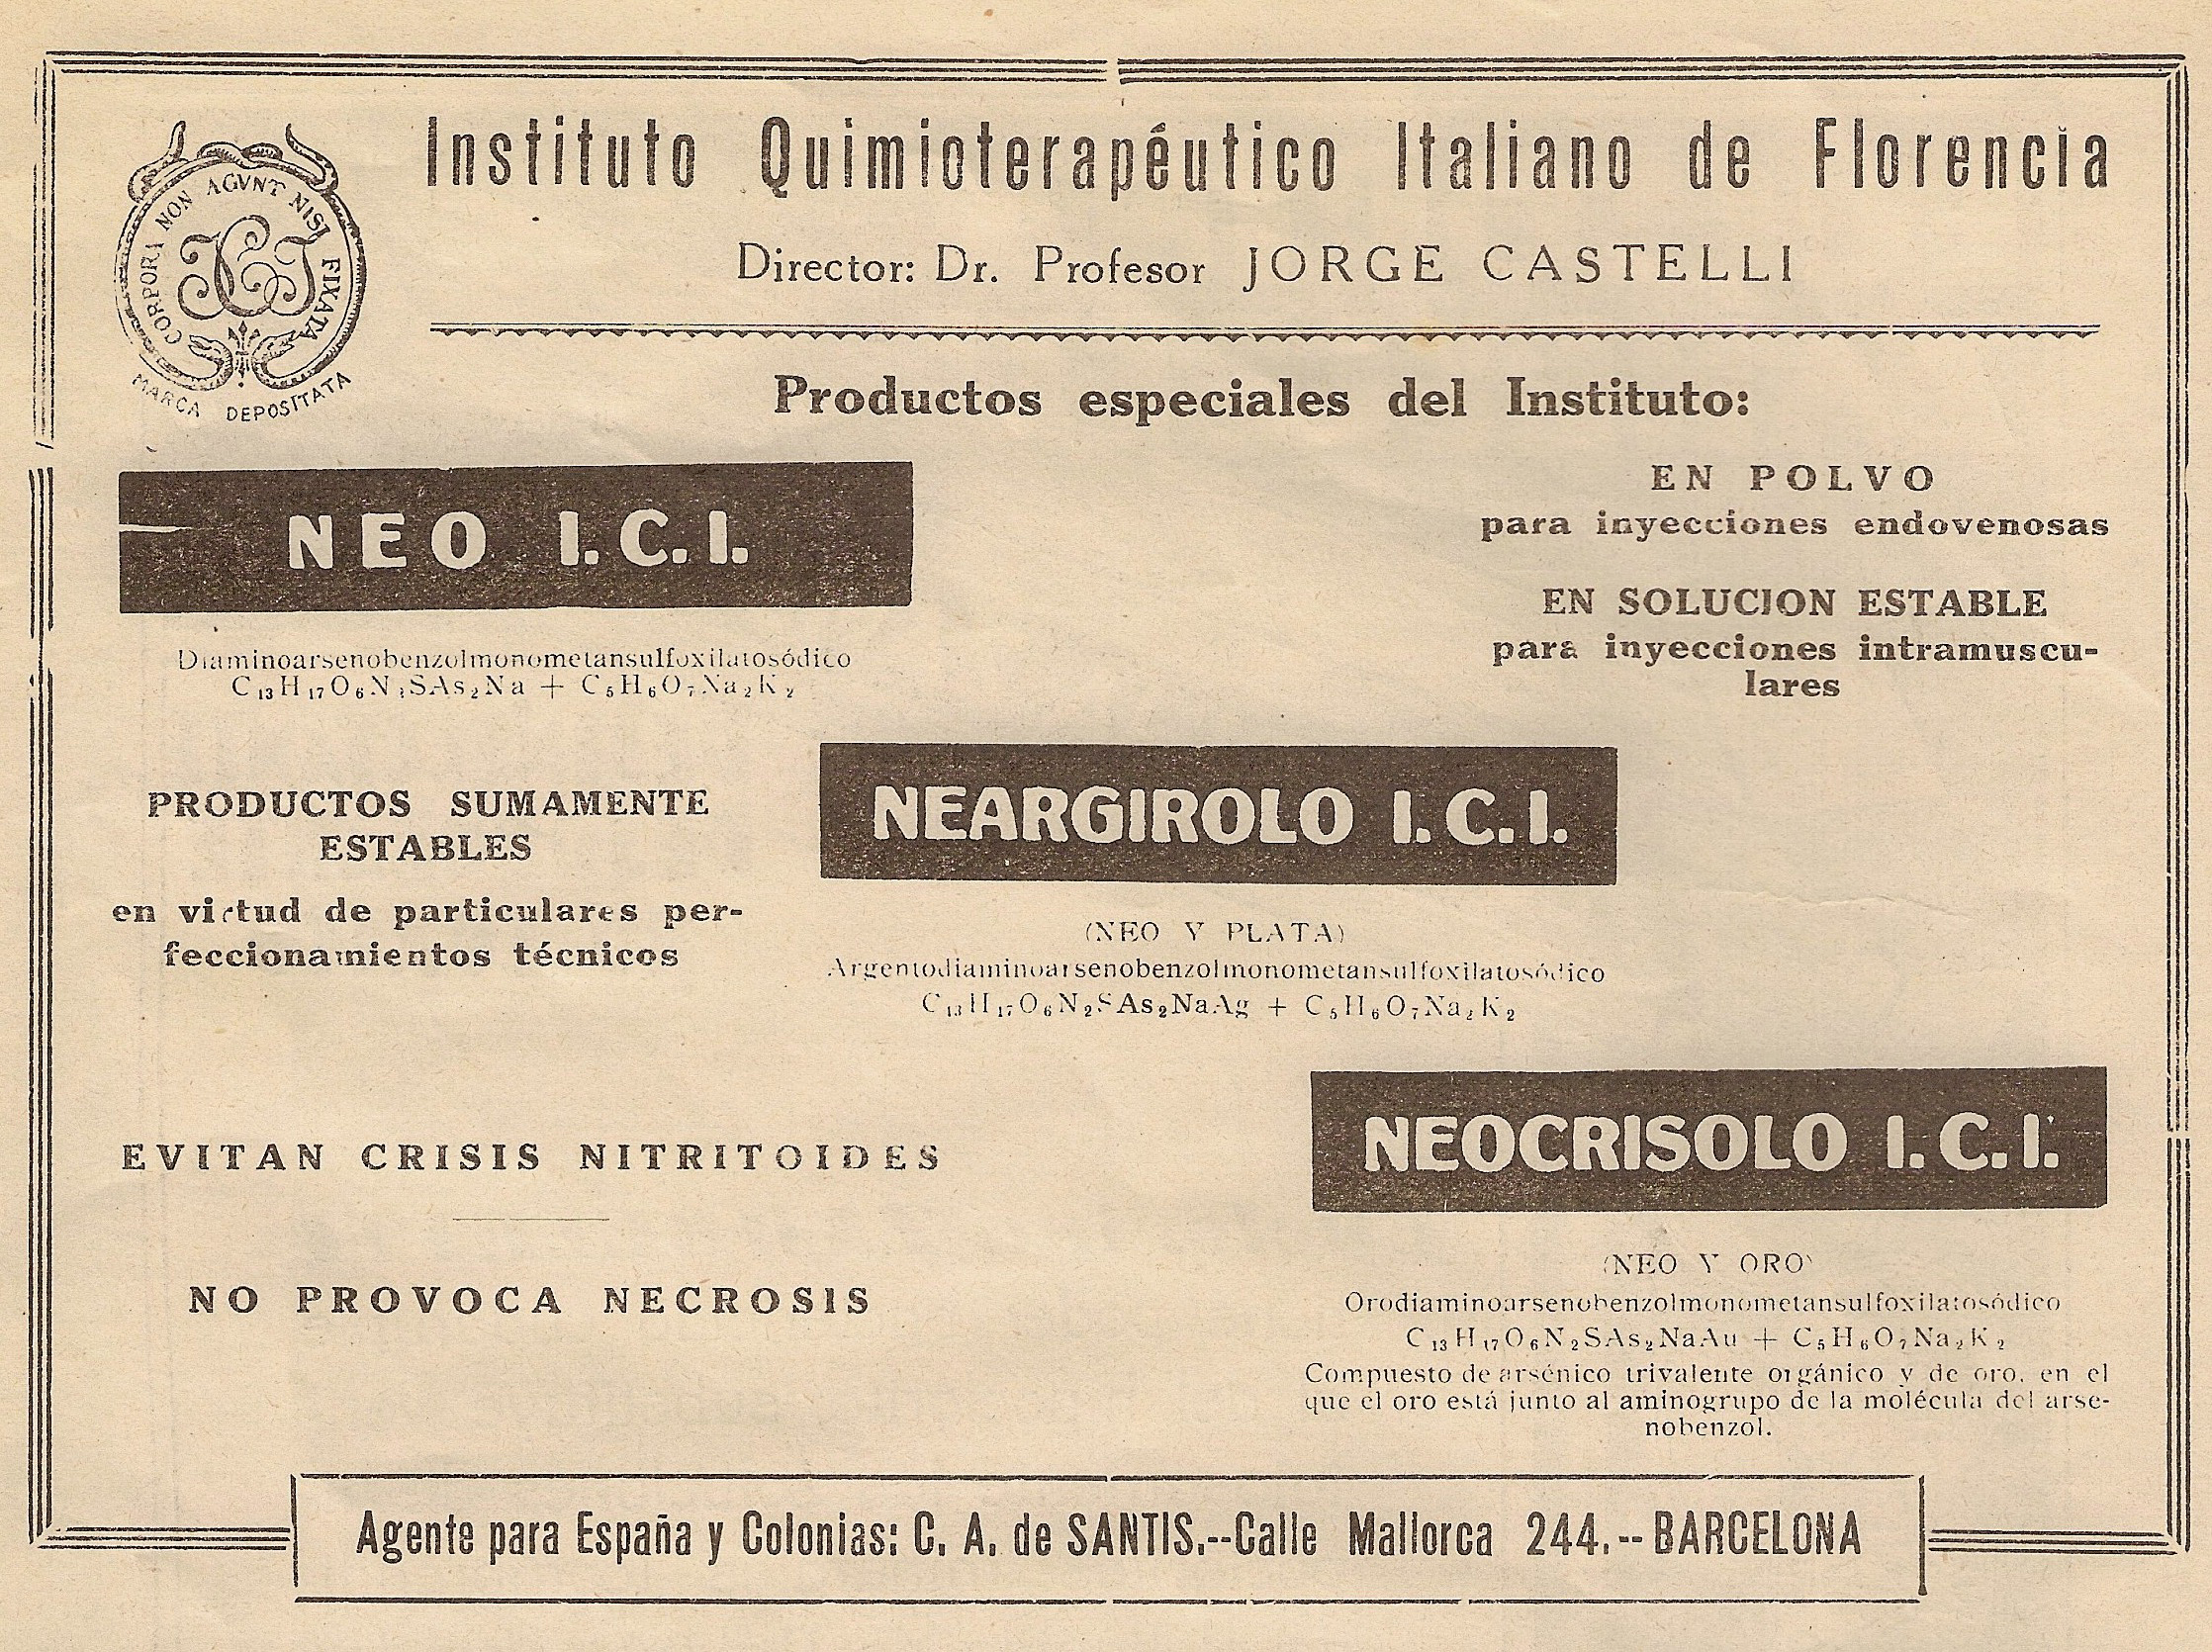 CORPORA NON AGVNT NISI FIXATA
MARCA DEPOSITATA
Instituto Quimioterapéutico Italiano de Florencia
Director: Dr. Profesor JORGE CASTELLI
Productos especiales del Instituto:
NEO I.C.I.
Diaminoarsenobenzolmonometansulfoxilatosódico
C₁₃H₁₇O₆N₂SAs₂Na + C₅H₆O₇Na₂K₂
EN POLVO
para inyecciones endovenosas
EN SOLUCION ESTABLE
para inyecciones intramuscu-
lares
PRODUCTOS SUMAMENTE
ESTABLES
en virtud de particulares per-
feccionamientos técnicos
NEARGIROLO I.C.I.
(NEO Y PLATA)
Argentodiaminoarsenobenzolmonometansulfoxilatosódico
C₁₃H₁₇O₆N₂SAs₂NaAg + C₅H₆O₇Na₂K₂
EVITAN CRISIS NITRITOIDES
NO PROVOCA NECROSIS
NEOCRISOLO I.C.I.
(NEO Y ORO)
Orodiaminoarsenobenzolmonometansulfoxilatosódico
C₁₃H₁₇O₆N₂SAs₂NaAu + C₅H₆O₇Na₂K₂
Compuesto de arsénico trivalente orgánico y de oro, en el
que el oro está junto al aminogrupo de la molécula del arse-
nobenzol.
Agente para España y Colonias: C. A. de SANTIS.--Calle Mallorca 244.--BARCELONA